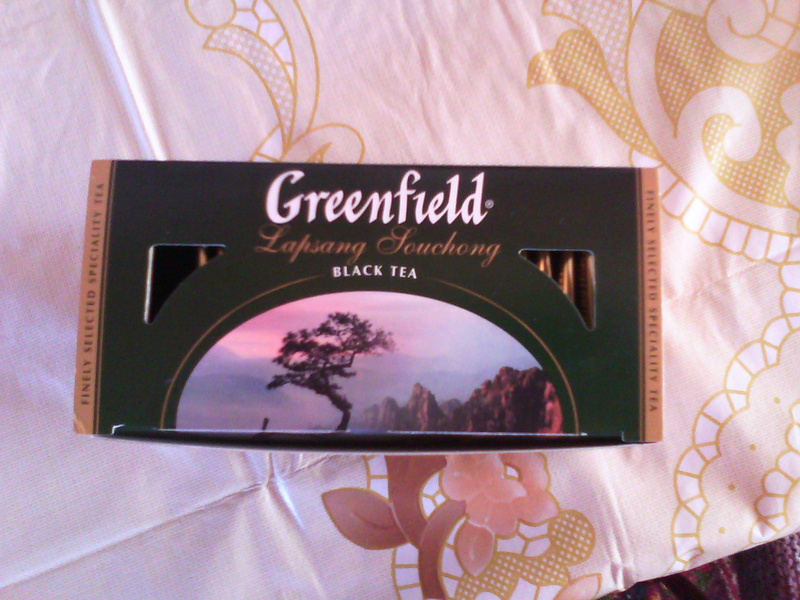 Greenfield®
Lapsang Souchong
BLACK TEA
FINELY SELECTED SPECIALITY TEA
FINELY SELECTED SPECIALITY TEA